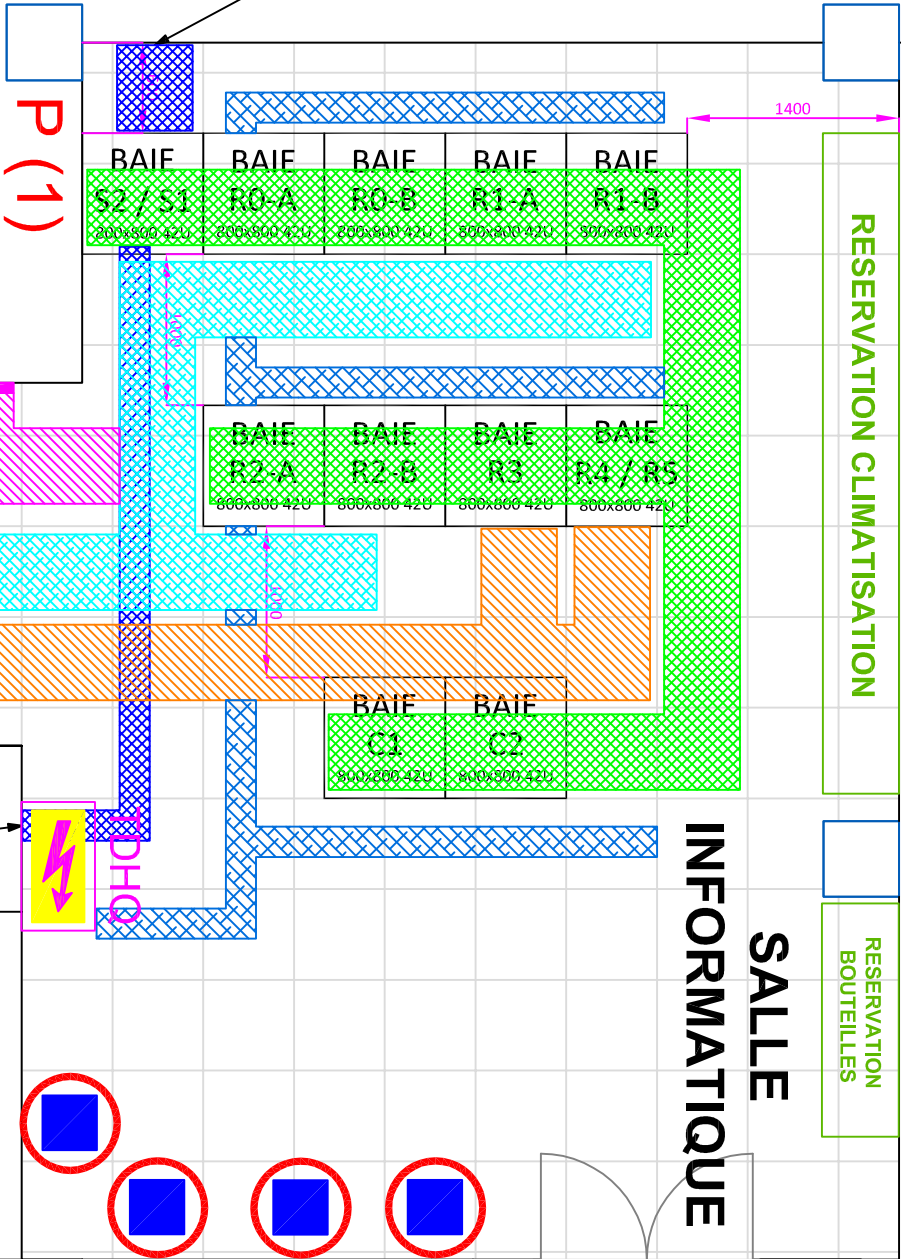 1400
P (1)
BAIE
S2 / S1
800x800 42U
BAIE
R0-A
800x800 42U
BAIE
R0-B
800x800 42U
BAIE
R1-A
800x800 42U
BAIE
R1-B
800x800 42U
RESERVATION CLIMATISATION
BAIE
R2-A
800x800 42U
BAIE
R2-B
800x800 42U
BAIE
R3
800x800 42U
BAIE
R4 / R5
800x800 42U
BAIE
C1
800x800 42U
BAIE
C2
800x800 42U
TDHQ
SALLE
INFORMATIQUE
RESERVATION
BOUTEILLES